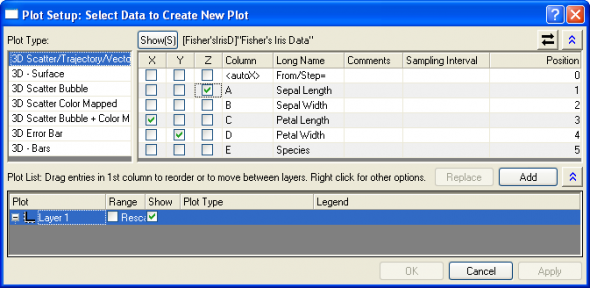 Plot Setup: Select Data to Create New Plot
Plot Type: Show(S) [Fisher'sIrisD]"Fisher's Iris Data"
3D Scatter/Trajectory/Vecto
3D - Surface
3D Scatter Bubble
3D Scatter Color Mapped
3D Scatter Bubble + Color M
3D Error Bar
3D - Bars
X Y Z Column Long Name Comments Sampling Interval Position
<autoX> From/Step= 0
A Sepal Length 1
B Sepal Width 2
C Petal Length 3
D Petal Width 4
E Species 5
Plot List: Drag entries in 1st column to reorder or to move between layers. Right click for other options. Replace Add
Plot Range Show Plot Type Legend
Layer 1 Resca
OK Cancel Apply